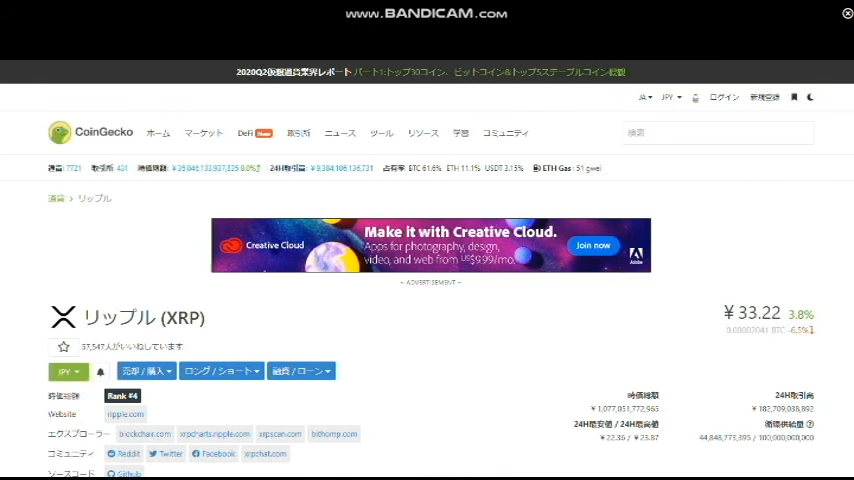 www.BANDICAM.com
2020Q2仮想通貨業界レポート パート1:トップ30コイン、ビットコイン&トップ5ステーブルコイン概観
JA JPY ログイン 新規登録
CoinGecko ホーム マーケット DeFi New 取引所 ニュース ツール リソース 学習 コミュニティ 検索
通貨: 7721 取引所: 431 時価総額: 0.0% 24H取引高: ¥9,384,106,136,731 占有率: BTC 61.6% ETH 11.1% USDT 3.15% ETH Gas: 51 gwei
通貨 > リップル
Creative Cloud
Make it with Creative Cloud.
Apps for photography, design,
video, and web from US$9.99/mo.
Join now
Adobe
- ADVERTISEMENT -
リップル (XRP)
¥33.22 3.8%
0.00002041 BTC -6.5%
57,547人がいいねしています
JPY 売却 / 購入 ロング / ショート 融資 / ローン
時価総額 Rank #4
Website ripple.com
エクスプローラー blockchair.com xrpcharts.ripple.com xrpscan.com bithomp.com
コミュニティ Reddit Twitter Facebook xrpchat.com
ソースコード Github
時価総額
¥1,077,051,772,965
24H最安値 / 24H最高値
¥22.36 / ¥23.87
24H取引高
¥182,709,038,892
循環供給量
44,848,773,395 / 100,000,000,000